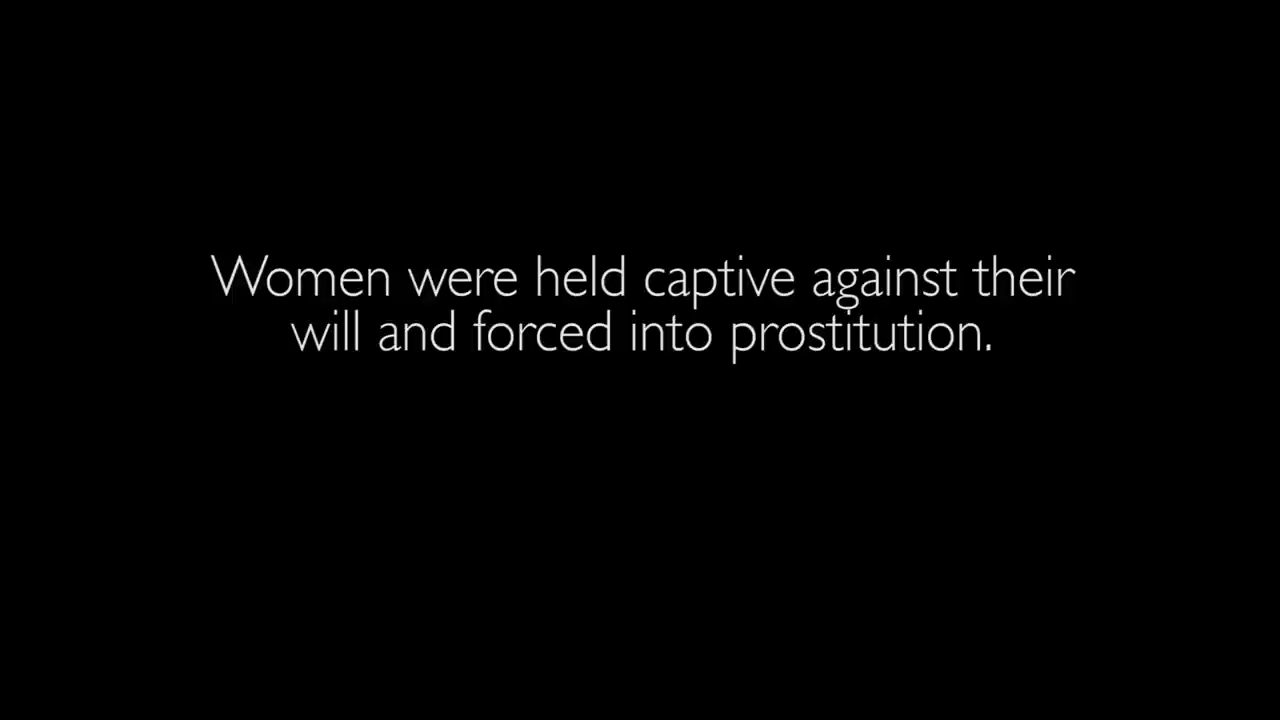 Women were held captive against their
will and forced into prostitution.